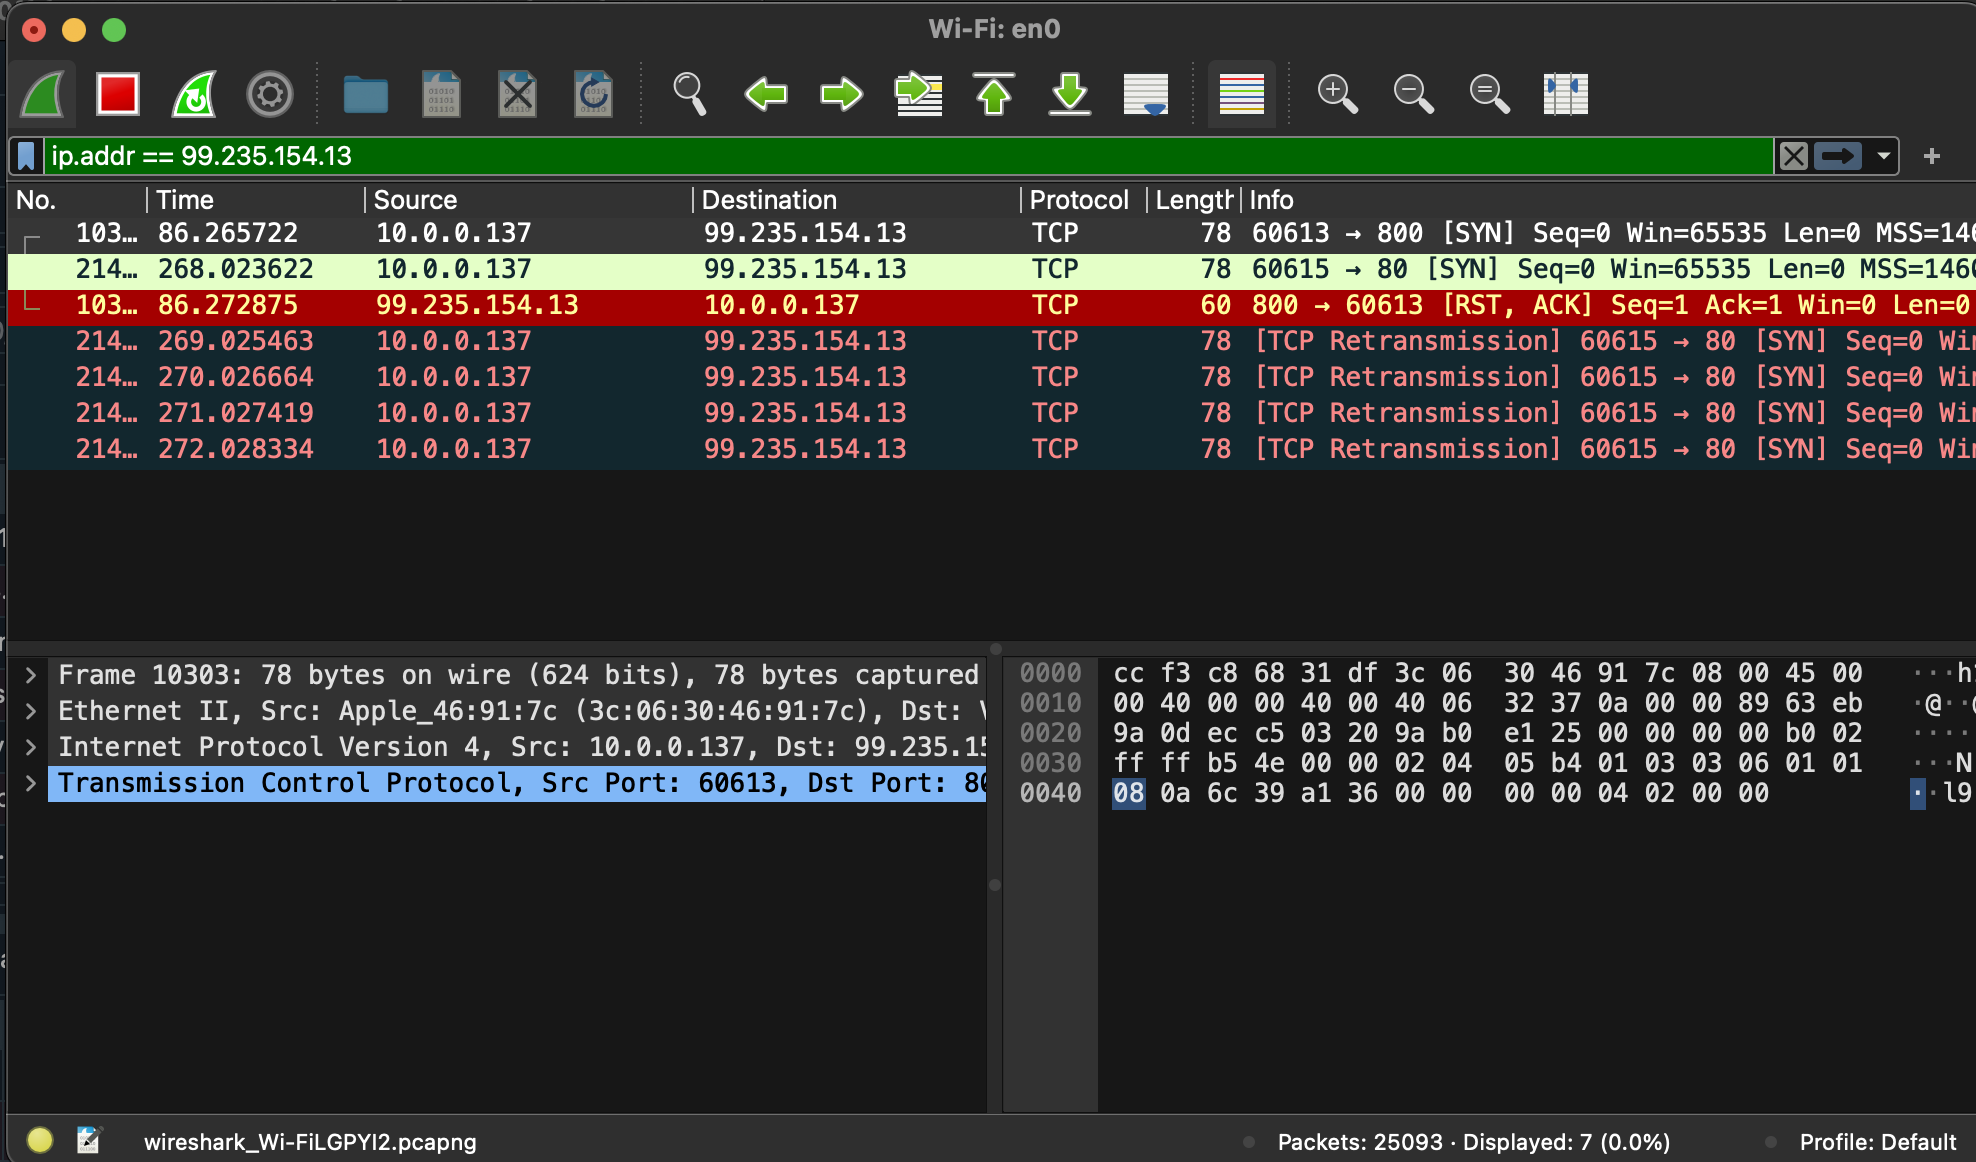 Wi-Fi: en0
ip.addr == 99.235.154.13
No. Time Source Destination Protocol Length Info
103… 86.265722 10.0.0.137 99.235.154.13 TCP 78 60613 → 800 [SYN] Seq=0 Win=65535 Len=0 MSS=146
214… 268.023622 10.0.0.137 99.235.154.13 TCP 78 60615 → 80 [SYN] Seq=0 Win=65535 Len=0 MSS=1460
103… 86.272875 99.235.154.13 10.0.0.137 TCP 60 800 → 60613 [RST, ACK] Seq=1 Ack=1 Win=0 Len=0
214… 269.025463 10.0.0.137 99.235.154.13 TCP 78 [TCP Retransmission] 60615 → 80 [SYN] Seq=0 Wi
214… 270.026664 10.0.0.137 99.235.154.13 TCP 78 [TCP Retransmission] 60615 → 80 [SYN] Seq=0 Wi
214… 271.027419 10.0.0.137 99.235.154.13 TCP 78 [TCP Retransmission] 60615 → 80 [SYN] Seq=0 Wi
214… 272.028334 10.0.0.137 99.235.154.13 TCP 78 [TCP Retransmission] 60615 → 80 [SYN] Seq=0 Wi
Frame 10303: 78 bytes on wire (624 bits), 78 bytes captured
Ethernet II, Src: Apple_46:91:7c (3c:06:30:46:91:7c), Dst:
Internet Protocol Version 4, Src: 10.0.0.137, Dst: 99.235.15
Transmission Control Protocol, Src Port: 60613, Dst Port: 80
0000 cc f3 c8 68 31 df 3c 06 30 46 91 7c 08 00 45 00 ···h
0010 00 40 00 00 40 00 40 06 32 37 0a 00 00 89 63 eb ·@··
0020 9a 0d ec c5 03 20 9a b0 e1 25 00 00 00 00 b0 02 ····
0030 ff ff b5 4e 00 00 02 04 05 b4 01 03 03 06 01 01 ···N
0040 08 0a 6c 39 a1 36 00 00 00 00 04 02 00 00 ··l9
wireshark_Wi-FiLGPYI2.pcapng
Packets: 25093 · Displayed: 7 (0.0%)
Profile: Default